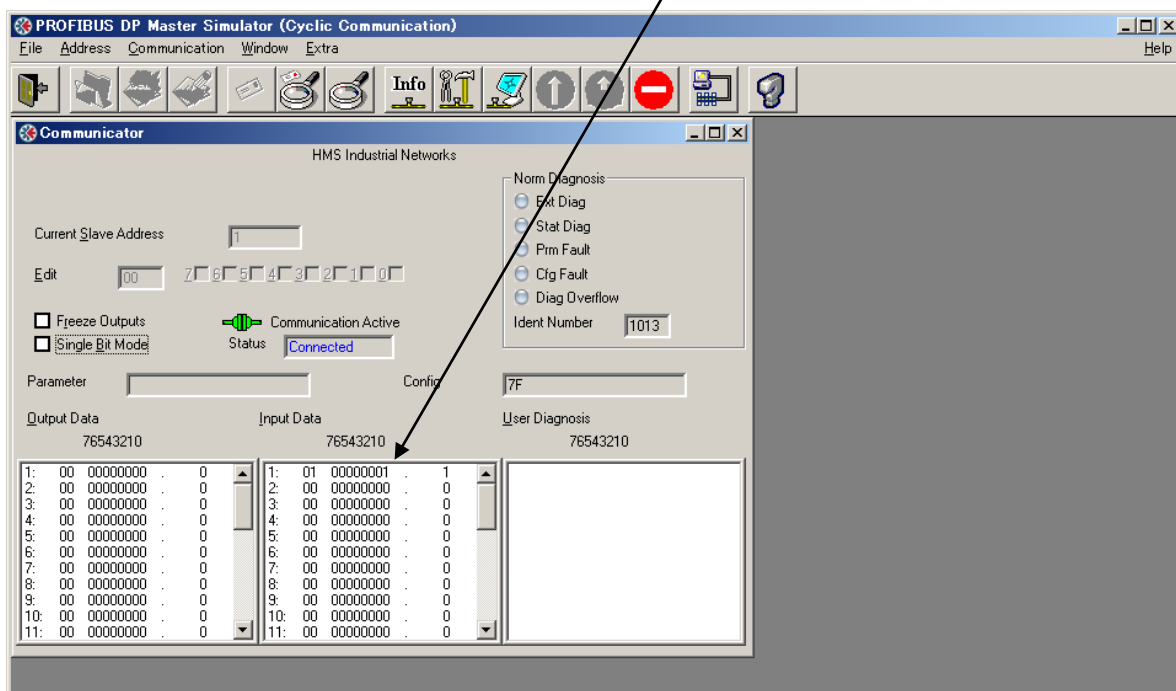 PROFIBUS DP Master Simulator (Cyclic Communication)
File Address Communication Window Extra Help
Info
Communicator
HMS Industrial Networks
Norm Diagnosis
Ext Diag
Stat Diag
Current Slave Address 1
Prm Fault
Edit 00 7 6 5 4 3 2 1 0
Cfg Fault
Diag Overflow
Freeze Outputs Communication Active
Ident Number 1013
Single Bit Mode Status Connected
Parameter Config 7F
Output Data Input Data User Diagnosis
76543210 76543210 76543210
1: 00 00000000 . 0 1: 01 00000001 . 1
2: 00 00000000 . 0 2: 00 00000000 . 0
3: 00 00000000 . 0 3: 00 00000000 . 0
4: 00 00000000 . 0 4: 00 00000000 . 0
5: 00 00000000 . 0 5: 00 00000000 . 0
6: 00 00000000 . 0 6: 00 00000000 . 0
7: 00 00000000 . 0 7: 00 00000000 . 0
8: 00 00000000 . 0 8: 00 00000000 . 0
9: 00 00000000 . 0 9: 00 00000000 . 0
10: 00 00000000 . 0 10: 00 00000000 . 0
11: 00 00000000 . 0 11: 00 00000000 . 0